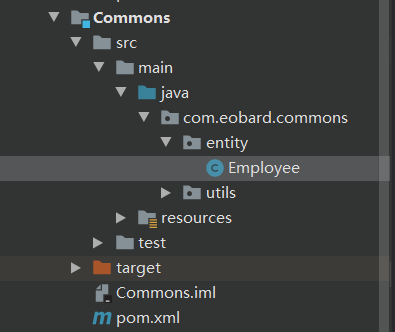 Commons
src
main
java
com.eobard.commons
entity
Employee
utils
resources
test
target
Commons.iml
pom.xml